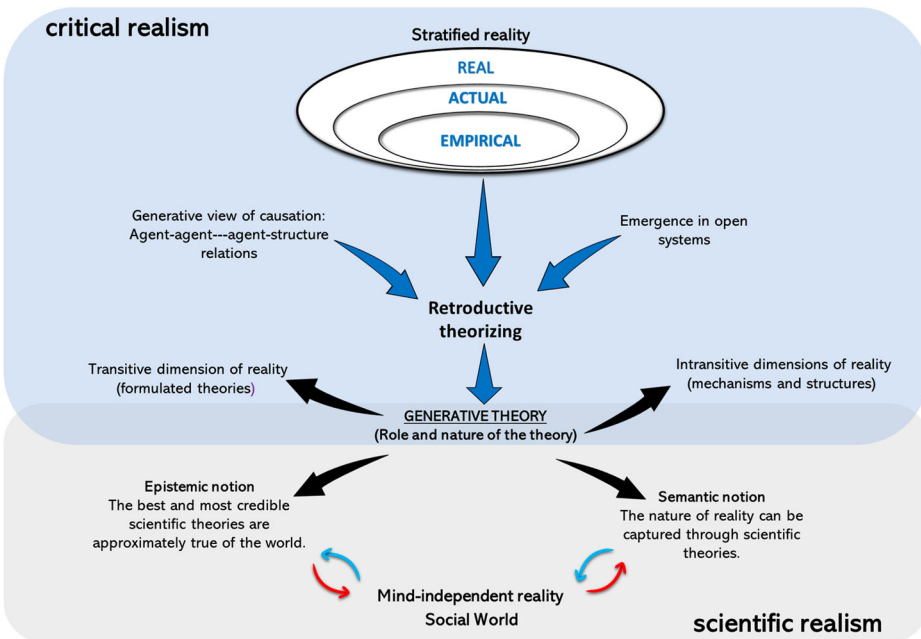 critical realism
Stratified reality
REAL
ACTUAL
EMPIRICAL
Generative view of causation:
Agent-agent---agent-structure
relations
Emergence in open
systems
Retroductive
theorizing
Transitive dimension of reality
(formulated theories)
Intransitive dimensions of reality
(mechanisms and structures)
GENERATIVE THEORY
(Role and nature of the theory)
Epistemic notion
The best and most credible
scientific theories are
approximately true of the world.
Semantic notion
The nature of reality can be
captured through scientific
theories.
Mind-independent reality
Social World
scientific realism